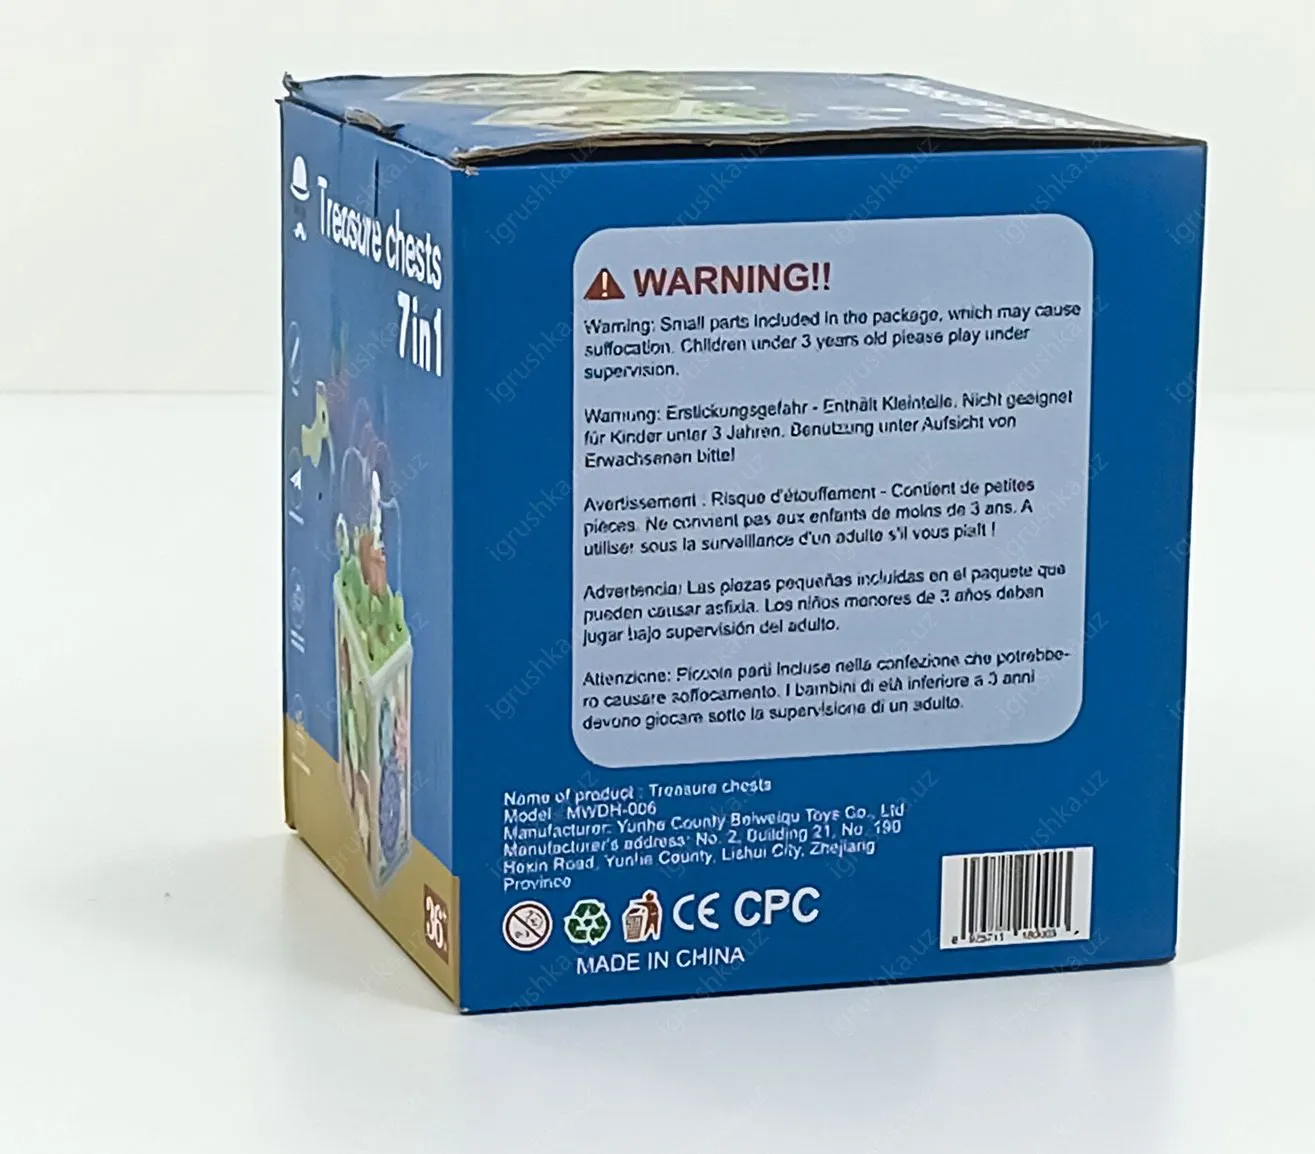 Treasure chests
7in1
36+
WARNING!!
Warning: Small parts included in the package, which may cause
suffocation. Children under 3 years old please play under
supervision.
Warnung: Erstickungsgefahr - Enthält Kleinteile. Nicht geeignet
für Kinder unter 3 Jahren. Benutzung unter Aufsicht von
Erwachsenen bitte!
Avertissement : Risque d'étouffement - Contient de petites
pièces. Ne convient pas aux enfants de moins de 3 ans. A
utiliser sous la surveillance d'un adulte s'il vous plaît !
Advertencia: Las piezas pequeñas incluidas en el paquete que
pueden causar asfixia. Los niños menores de 3 años deben
jugar bajo supervisión del adulto.
Attenzione: Piccole parti incluse nella confezione che potrebbe-
ro causare soffocamento. I bambini di età inferiore a 3 anni
devono giocare sotto la supervisione di un adulto.
Name of product : Treasure chests
Model : MWDH-006
Manufacturer: Yunhe County Beiweiqu Toys Co., Ltd
Manufacturer's address: No. 2, Building 21, No. 190
Hexin Road, Yunhe County, Lishui City, Zhejiang
Province
CE CPC
MADE IN CHINA
igrushka.uz